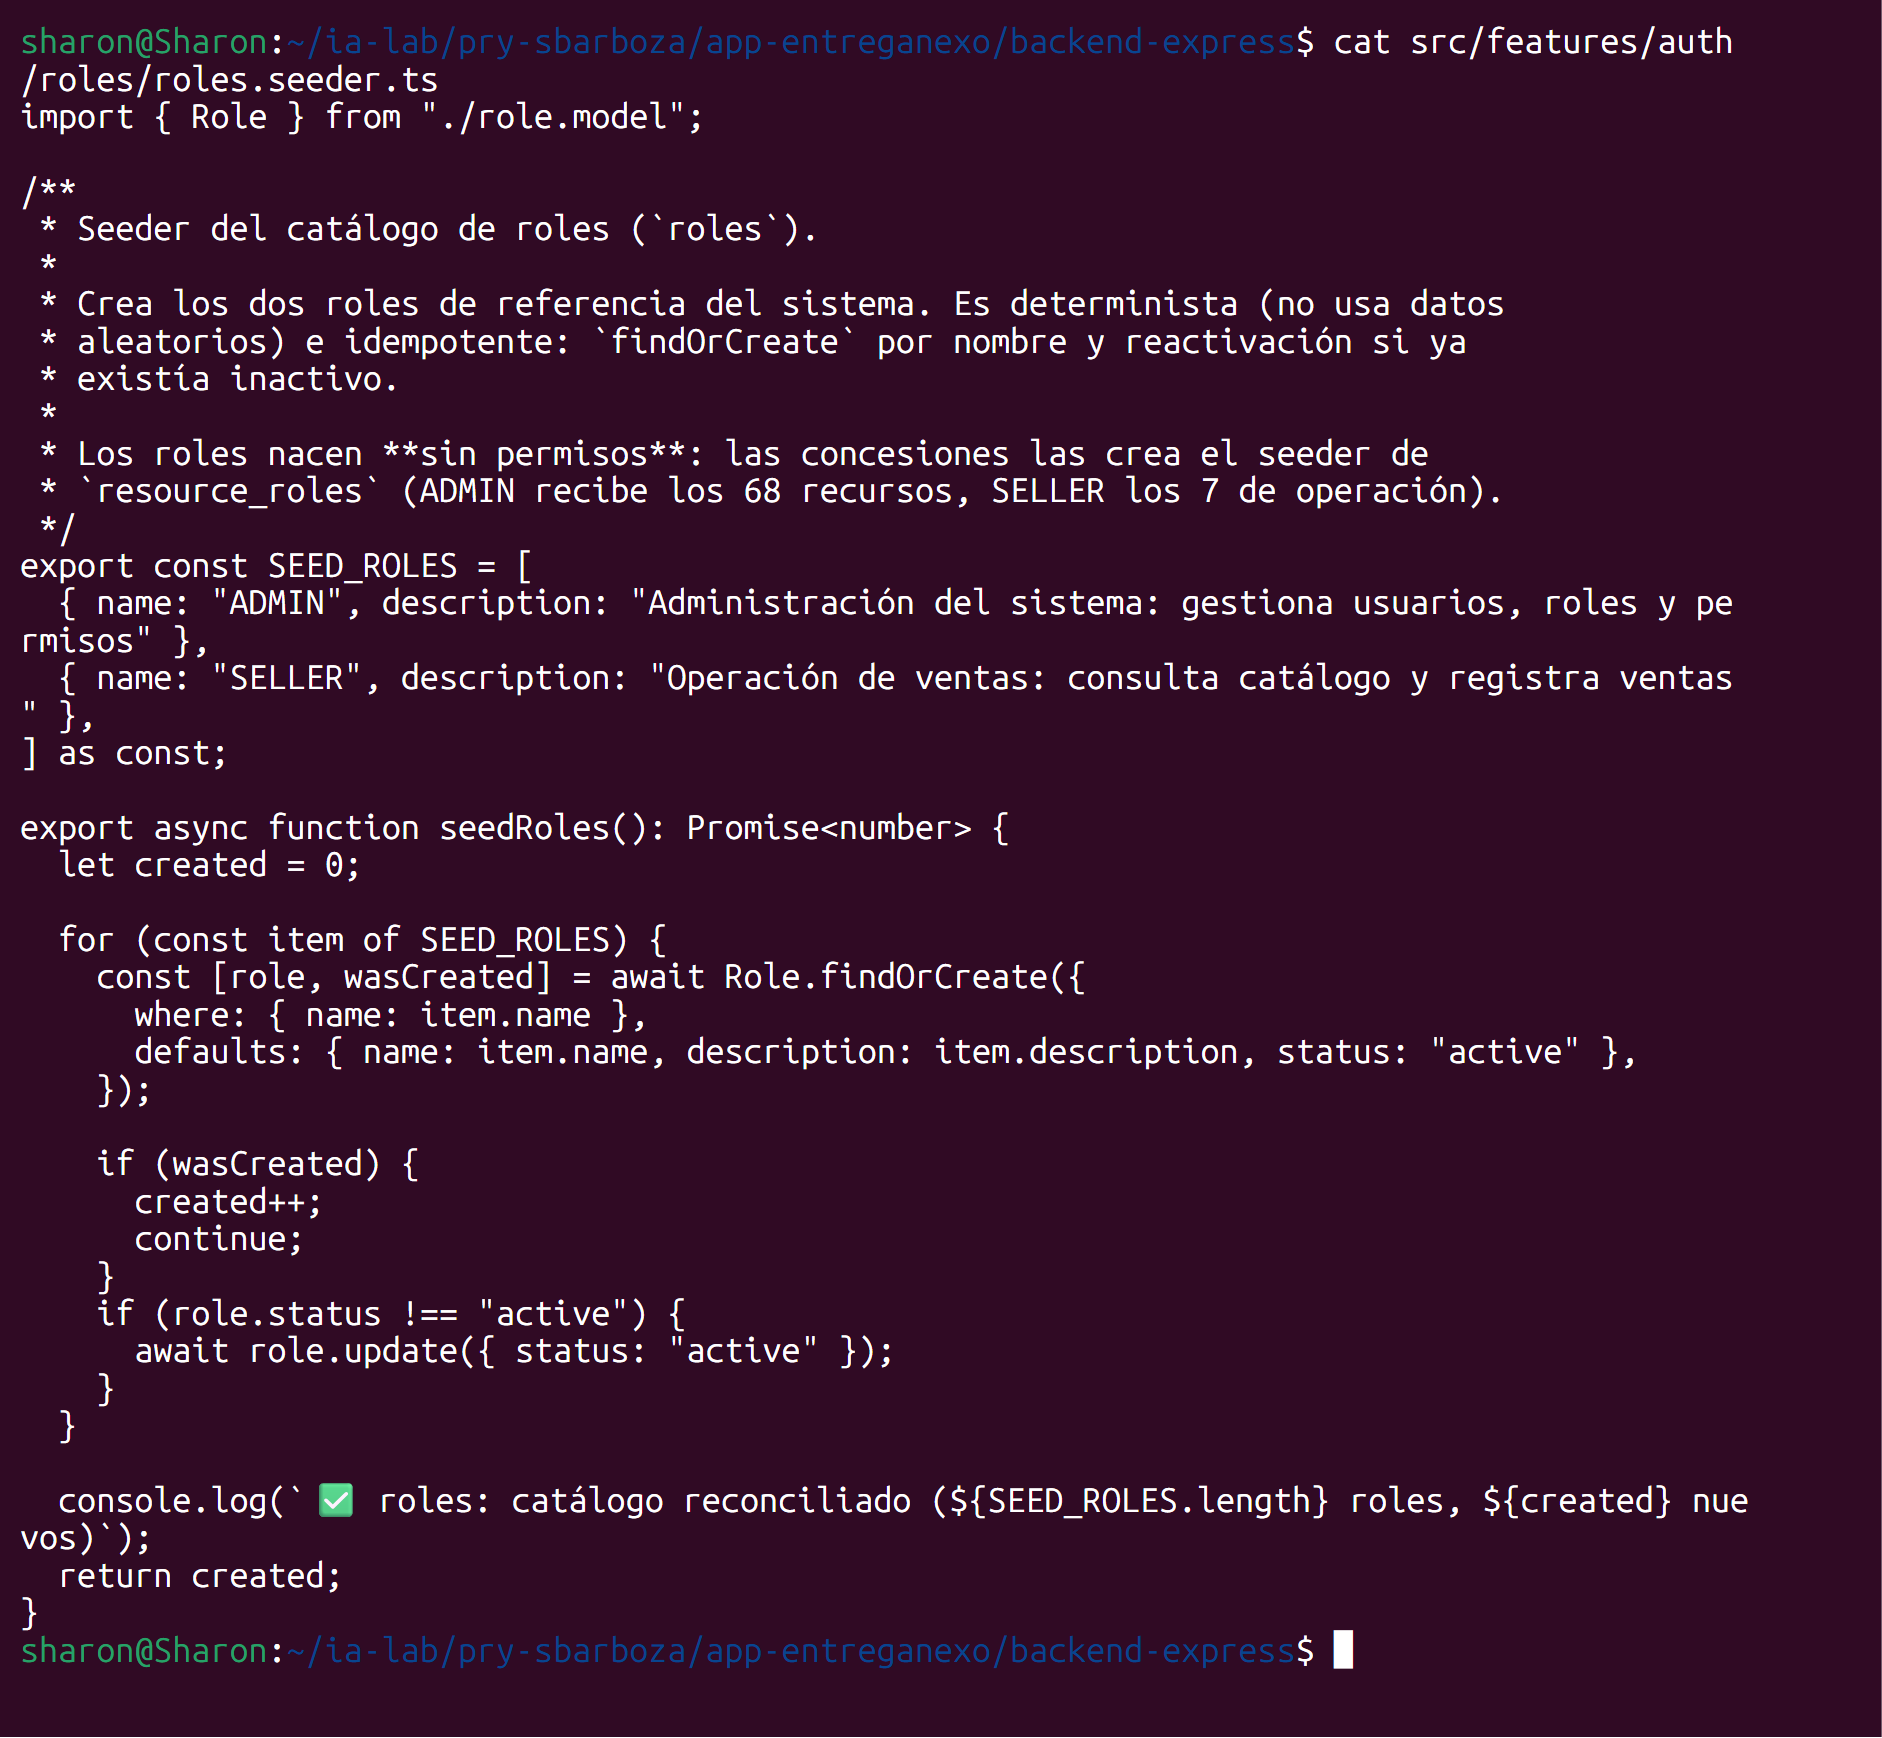 sharon@Sharon:~/ia-lab/pry-sbarboza/app-entreganexo/backend-express$ cat src/features/auth
/roles/roles.seeder.ts
import { Role } from "./role.model";

/**
 * Seeder del catálogo de roles (`roles`).
 *
 * Crea los dos roles de referencia del sistema. Es determinista (no usa datos
 * aleatorios) e idempotente: `findOrCreate` por nombre y reactivación si ya
 * existía inactivo.
 *
 * Los roles nacen **sin permisos**: las concesiones las crea el seeder de
 * `resource_roles` (ADMIN recibe los 68 recursos, SELLER los 7 de operación).
 */
export const SEED_ROLES = [
  { name: "ADMIN", description: "Administración del sistema: gestiona usuarios, roles y pe
rmisos" },
  { name: "SELLER", description: "Operación de ventas: consulta catálogo y registra ventas
" },
] as const;

export async function seedRoles(): Promise<number> {
  let created = 0;

  for (const item of SEED_ROLES) {
    const [role, wasCreated] = await Role.findOrCreate({
      where: { name: item.name },
      defaults: { name: item.name, description: item.description, status: "active" },
    });

    if (wasCreated) {
      created++;
      continue;
    }
    if (role.status !== "active") {
      await role.update({ status: "active" });
    }
  }

  console.log(`✅ roles: catálogo reconciliado (${SEED_ROLES.length} roles, ${created} nue
vos)`);
  return created;
}
sharon@Sharon:~/ia-lab/pry-sbarboza/app-entreganexo/backend-express$